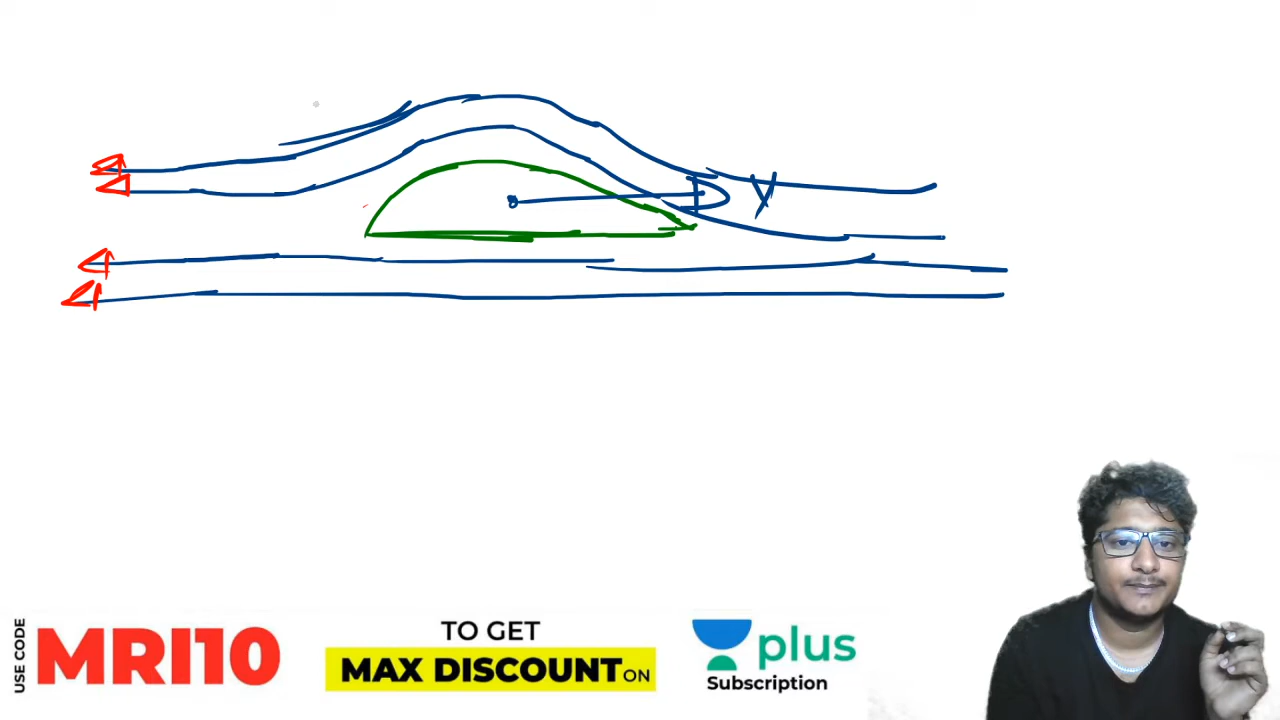 D Y
USE CODE
MRI10
TO GET
MAX DISCOUNT ON
plus
Subscription